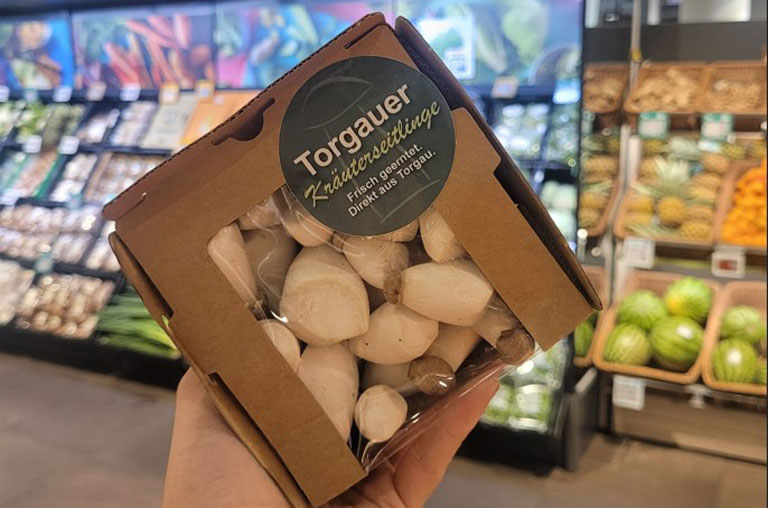 Torgauer
Kräuterseitlinge
Frisch geerntet.
Direkt aus Torgau.